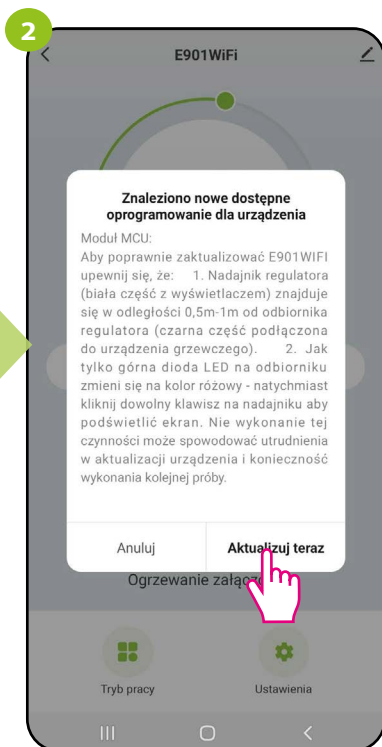 2
E901WiFi
Znaleziono nowe dostępne
oprogramowanie dla urządzenia
Moduł MCU:
Aby poprawnie zaktualizować E901WIFI
upewnij się, że: 1. Nadajnik regulatora
(biała część z wyświetlaczem) znajduje
się w odległości 0,5m-1m od odbiornika
regulatora (czarna część podłączona
do urządzenia grzewczego). 2. Jak
tylko górna dioda LED na odbiorniku
zmieni się na kolor różowy - natychmiast
kliknij dowolny klawisz na nadajniku aby
podświetlić ekran. Nie wykonanie tej
czynności może spowodować utrudnienia
w aktualizacji urządzenia i konieczność
wykonania kolejnej próby.
Anuluj Aktualizuj teraz
Ogrzewanie
Tryb pracy Ustawienia